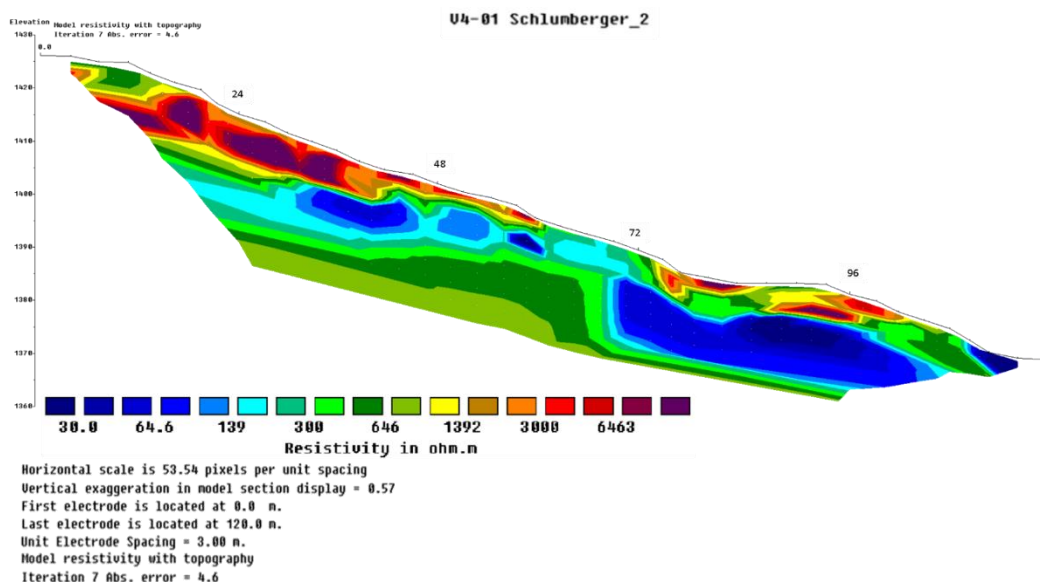 V4-01 Schlumberger_2
Elevation
Model resistivity with topography
Iteration 7 Abs. error = 4.6
1430
0.0
1420
24
1410
48
1400
72
1390
96
1380
1370
1360
30.0 64.6 139 300 646 1392 3000 6463
Resistivity in ohm.m
Horizontal scale is 53.54 pixels per unit spacing
Vertical exaggeration in model section display = 0.57
First electrode is located at 0.0 m.
Last electrode is located at 120.0 m.
Unit Electrode Spacing = 3.00 m.
Model resistivity with topography
Iteration 7 Abs. error = 4.6